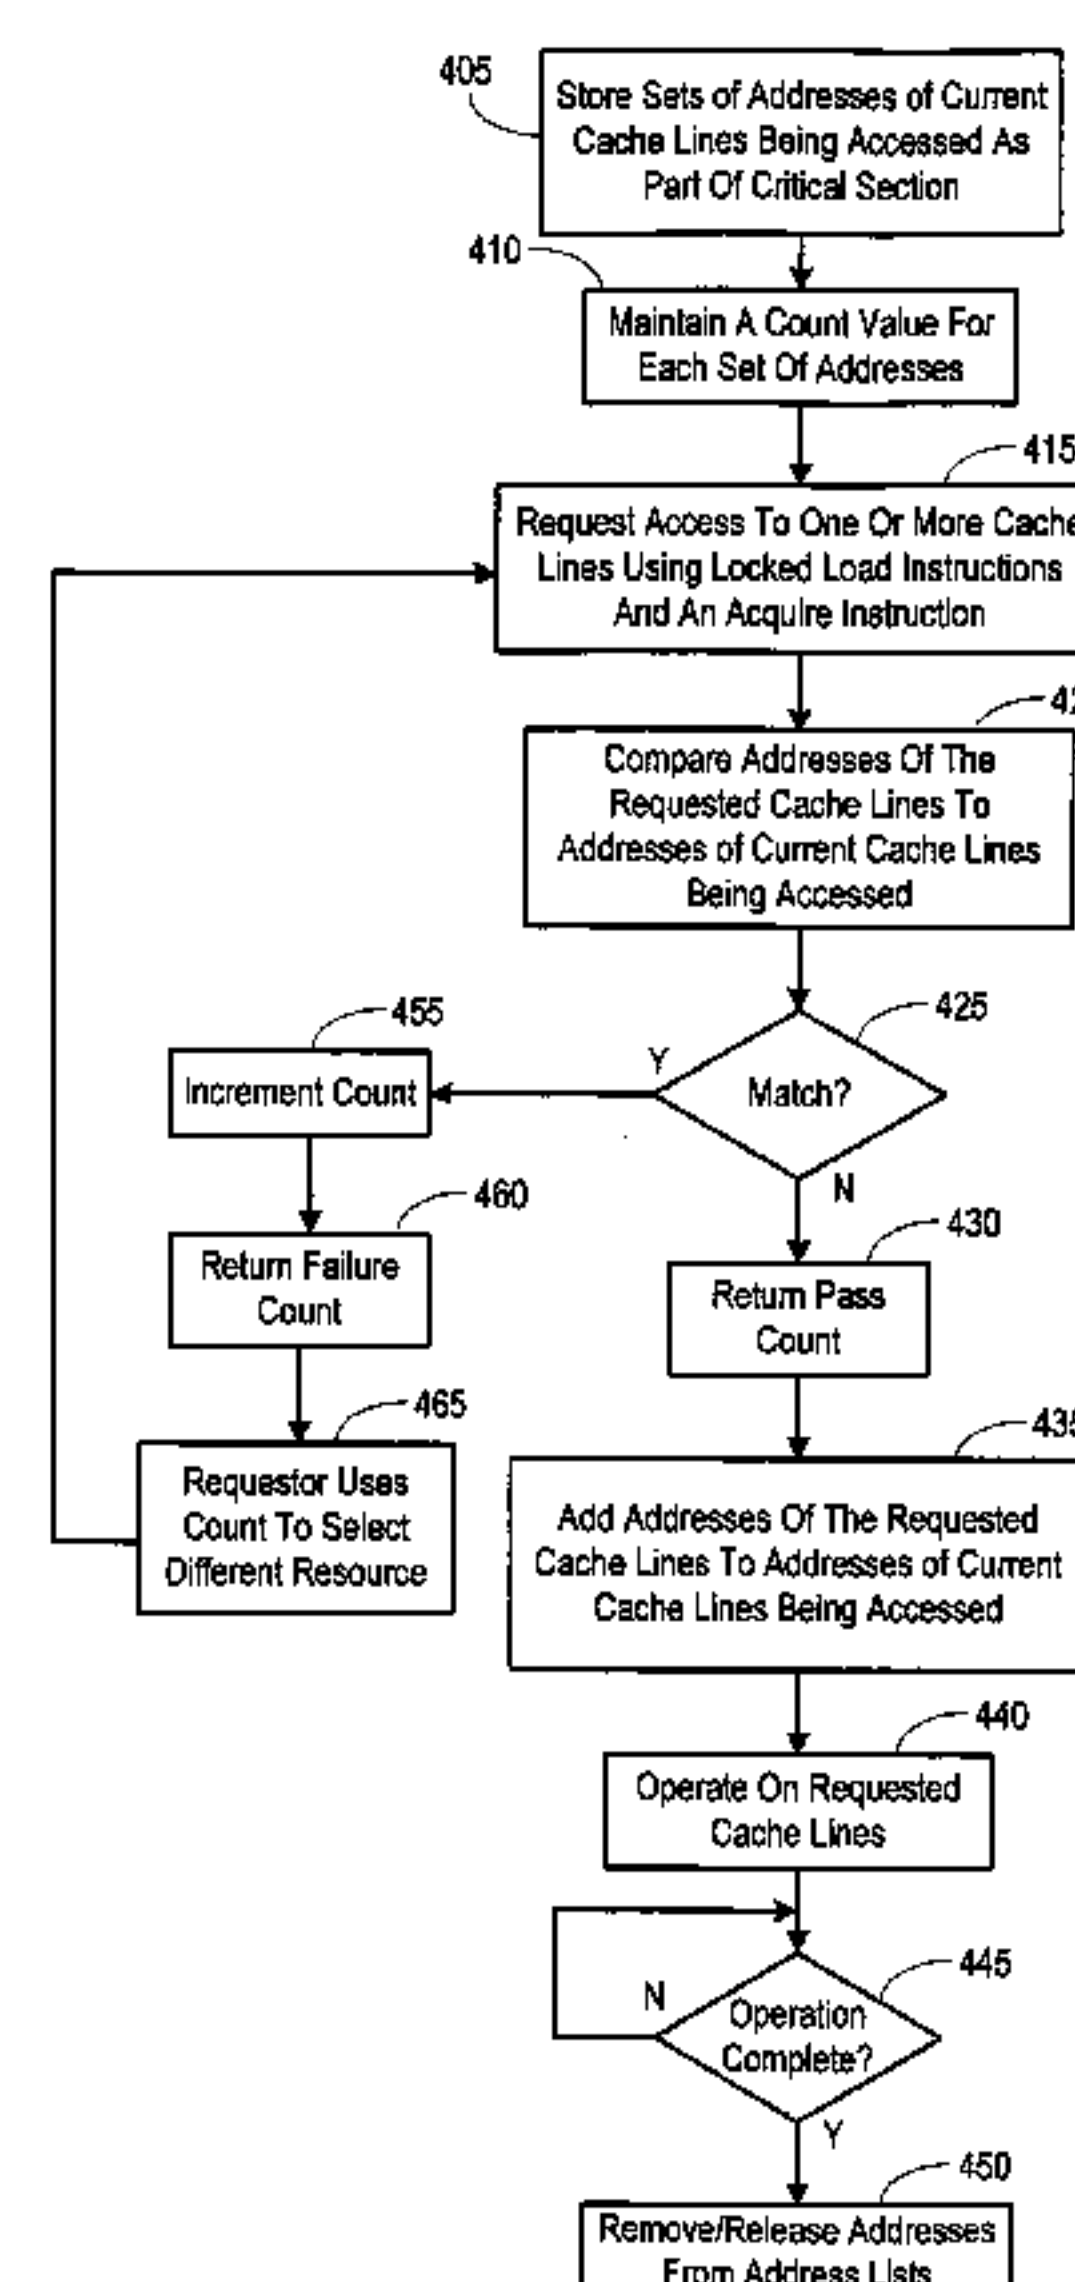 405
Store Sets of Addresses of Current
Cache Lines Being Accessed As
Part Of Critical Section
410
Maintain A Count Value For
Each Set Of Addresses
415
Request Access To One Or More Cache
Lines Using Locked Load Instructions
And An Acquire Instruction
Compare Addresses Of The
Requested Cache Lines To
Addresses of Current Cache Lines
Being Accessed
425
Match?
Y
N
455
Increment Count
460
Return Failure
Count
465
Requestor Uses
Count To Select
Different Resource
430
Return Pass
Count
435
Add Addresses Of The Requested
Cache Lines To Addresses of Current
Cache Lines Being Accessed
440
Operate On Requested
Cache Lines
445
N
Operation
Complete?
Y
450
Remove/Release Addresses
From Address Lists